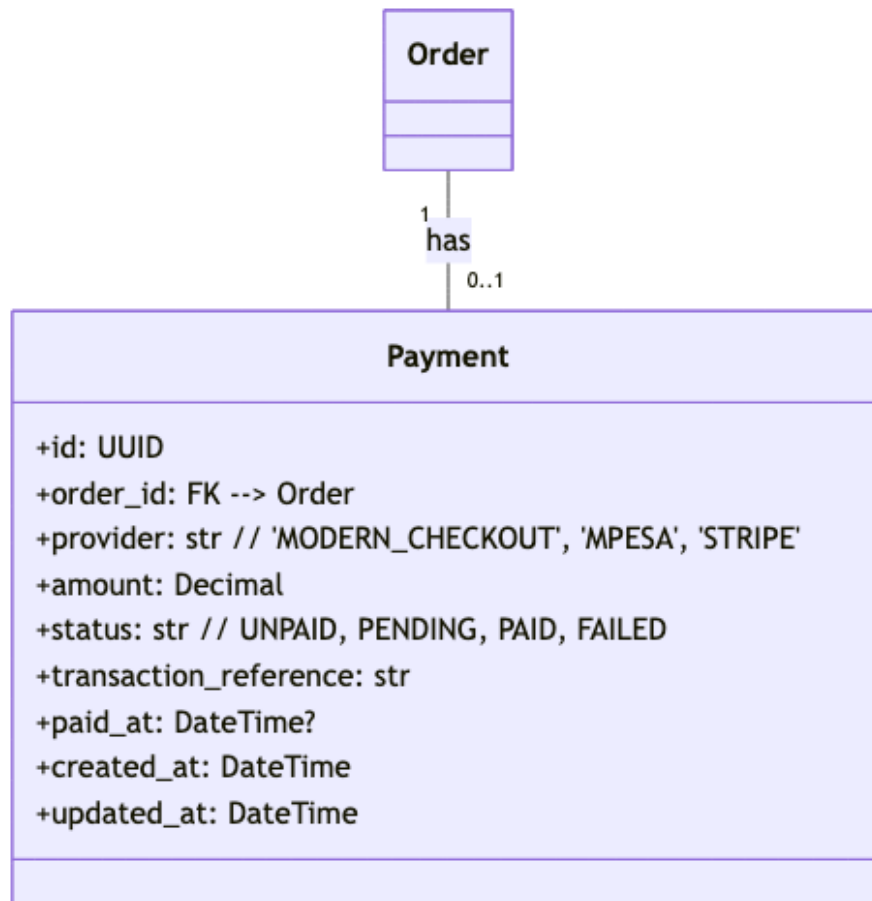 Order
1
has
0..1
Payment
+id: UUID
+order_id: FK --> Order
+provider: str // 'MODERN_CHECKOUT', 'MPESA', 'STRIPE'
+amount: Decimal
+status: str // UNPAID, PENDING, PAID, FAILED
+transaction_reference: str
+paid_at: DateTime?
+created_at: DateTime
+updated_at: DateTime